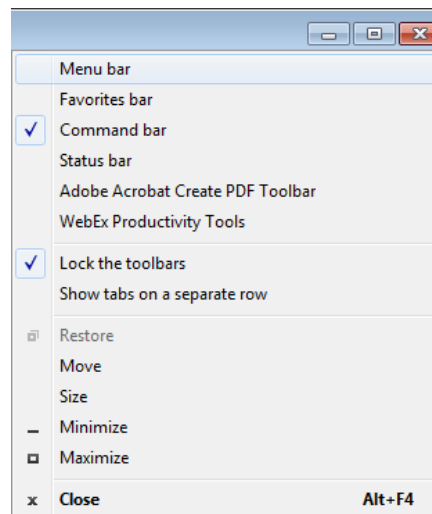 Menu bar
Favorites bar
Command bar
Status bar
Adobe Acrobat Create PDF Toolbar
WebEx Productivity Tools
Lock the toolbars
Show tabs on a separate row
Restore
Move
Size
Minimize
Maximize
Close Alt+F4